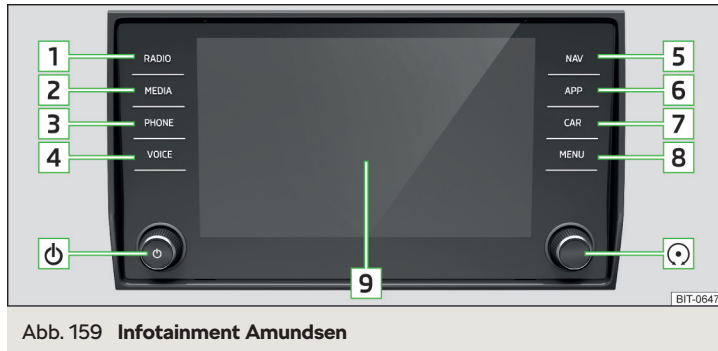 1 RADIO NAV 5
2 MEDIA APP 6
3 PHONE CAR 7
4 VOICE MENU 8
9
BIT-0647
Abb. 159 Infotainment Amundsen